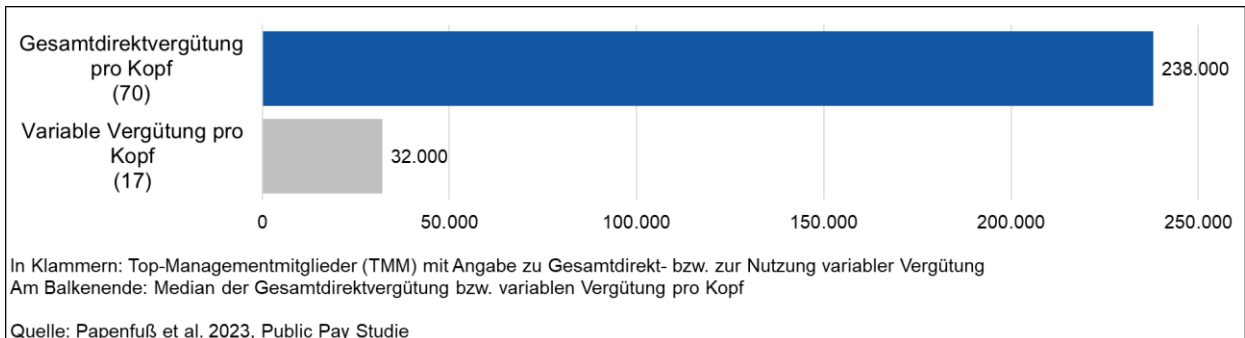 Gesamtdirektvergütung
pro Kopf
(70)
238.000
Variable Vergütung pro
Kopf
(17)
32.000
0 50.000 100.000 150.000 200.000 250.000
In Klammern: Top-Managementmitglieder (TMM) mit Angabe zu Gesamtdirekt- bzw. zur Nutzung variabler Vergütung
Am Balkenende: Median der Gesamtdirektvergütung bzw. variablen Vergütung pro Kopf
Quelle: Papenfuß et al. 2023, Public Pay Studie